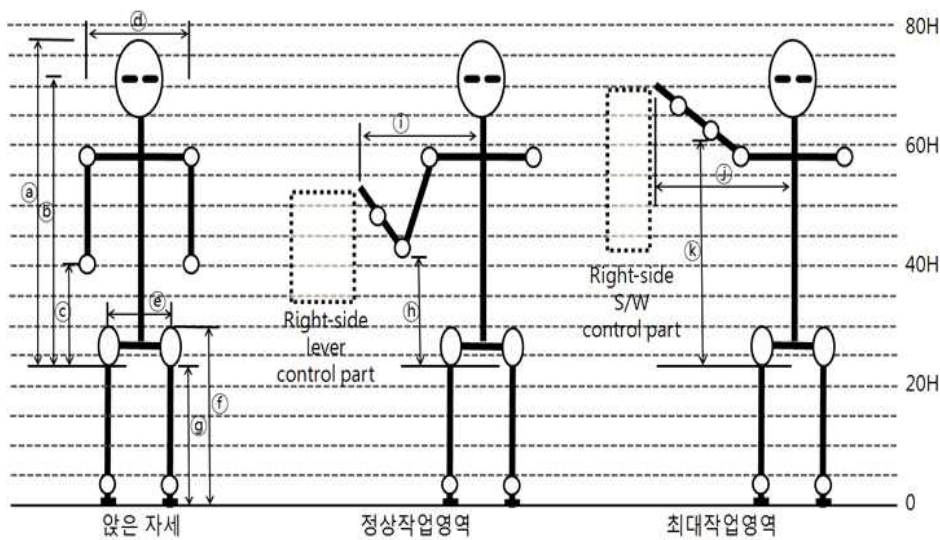 ⓓ
80H
ⓘ
60H
ⓐ
ⓑ
ⓙ
ⓚ
ⓒ
ⓗ
40H
ⓔ
Right-side
lever
control part
Right-side
S/W
control part
ⓕ
ⓖ
20H
0
앉은 자세
정상작업영역
최대작업영역